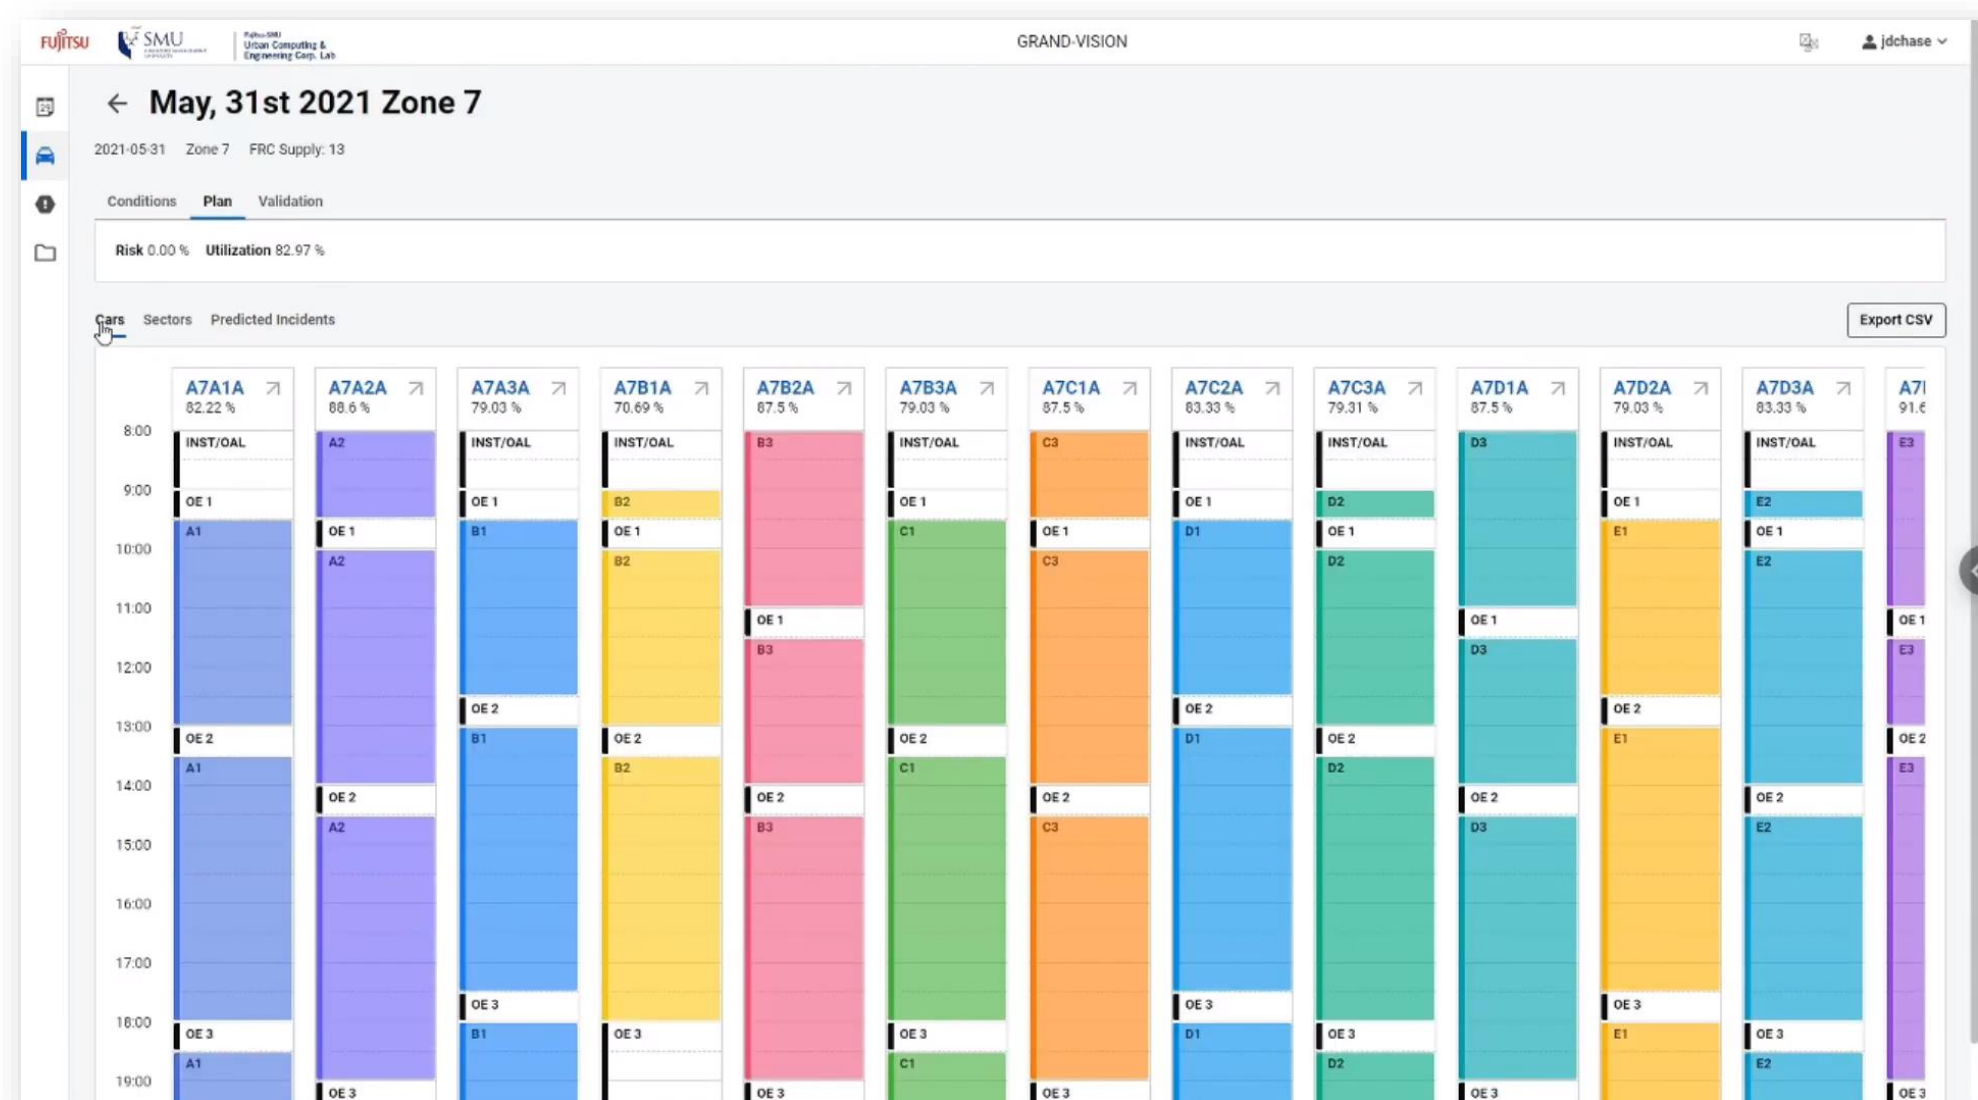 FUJITSU SMU Fujitsu-SMU Urban Computing & Engineering Corp. Lab GRAND-VISION jdchase
May, 31st 2021 Zone 7
2021-05-31 Zone 7 FRC Supply: 13
Conditions Plan Validation
Risk 0.00 % Utilization 82.97 %
Cars Sectors Predicted Incidents Export CSV
A7A1A A7A2A A7A3A A7B1A A7B2A A7B3A A7C1A A7C2A A7C3A A7D1A A7D2A A7D3A
82.22 % 88.6 % 79.03 % 70.69 % 87.5 % 79.03 % 87.5 % 83.33 % 79.31 % 87.5 % 79.03 % 83.33 %
8:00
INST/OAL A2 INST/OAL INST/OAL B3 INST/OAL C3 INST/OAL INST/OAL D3 INST/OAL INST/OAL E3
9:00
OE 1 OE 1 B2 OE 1 OE 1 D2 OE 1 E2
A1 OE 1 B1 OE 1 C1 OE 1 D1 OE 1 E1 OE 1
10:00
A2 B2 C3 D2 E2
11:00
OE 1 OE 1 OE 1
B3 D3 E3
12:00
OE 2 OE 2 OE 2
13:00
OE 2 B1 OE 2 OE 2 D1 OE 2 E1 OE 2
A1 B2 C1 D2 E3
14:00
OE 2 OE 2 OE 2 OE 2 OE 2
A2 B3 C3 D3 E2
15:00
16:00
17:00
OE 3 OE 3 OE 3
18:00
OE 3 B1 OE 3 OE 3 D1 OE 3 E1 OE 3
A1 C1 D2 E2
19:00
OE 3 OE 3 OE 3 OE 3 OE 3